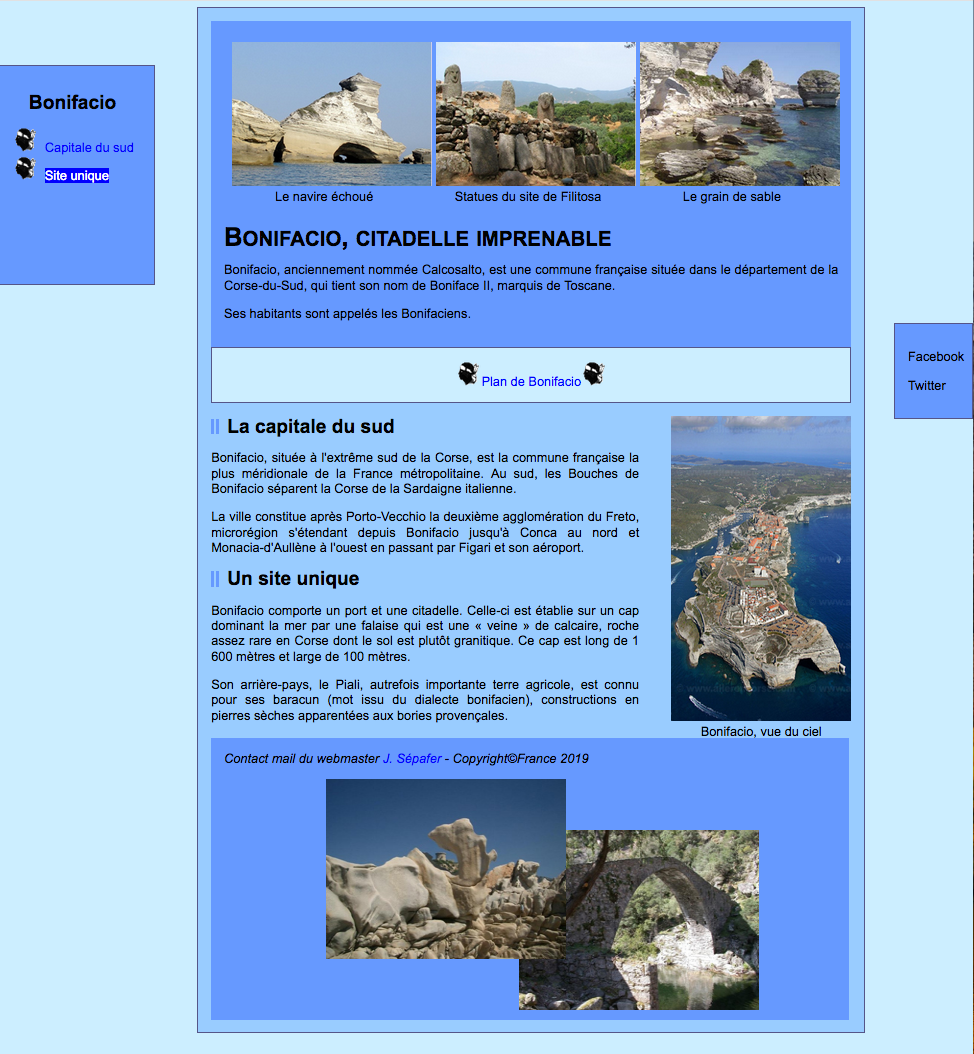 Bonifacio
Capitale du sud
Site unique
Le navire échoué
Statues du site de Filitosa
Le grain de sable
Bonifacio, citadelle imprenable
Bonifacio, anciennement nommée Calcosalto, est une commune française située dans le département de la
Corse-du-Sud, qui tient son nom de Boniface II, marquis de Toscane.
Ses habitants sont appelés les Bonifaciens.
Facebook
Twitter
Plan de Bonifacio
La capitale du sud
Bonifacio, située à l'extrême sud de la Corse, est la commune française la
plus méridionale de la France métropolitaine. Au sud, les Bouches de
Bonifacio séparent la Corse de la Sardaigne italienne.
La ville constitue après Porto-Vecchio la deuxième agglomération du Freto,
microrégion s'étendant depuis Bonifacio jusqu'à Conca au nord et
Monacia-d'Aullène à l'ouest en passant par Figari et son aéroport.
Un site unique
Bonifacio comporte un port et une citadelle. Celle-ci est établie sur un cap
dominant la mer par une falaise qui est une « veine » de calcaire, roche
assez rare en Corse dont le sol est plutôt granitique. Ce cap est long de 1
600 mètres et large de 100 mètres.
Son arrière-pays, le Piali, autrefois importante terre agricole, est connu
pour ses baracun (mot issu du dialecte bonifacien), constructions en
pierres sèches apparentées aux bories provençales.
Bonifacio, vue du ciel
Contact mail du webmaster J. Sépafer - Copyright©France 2019